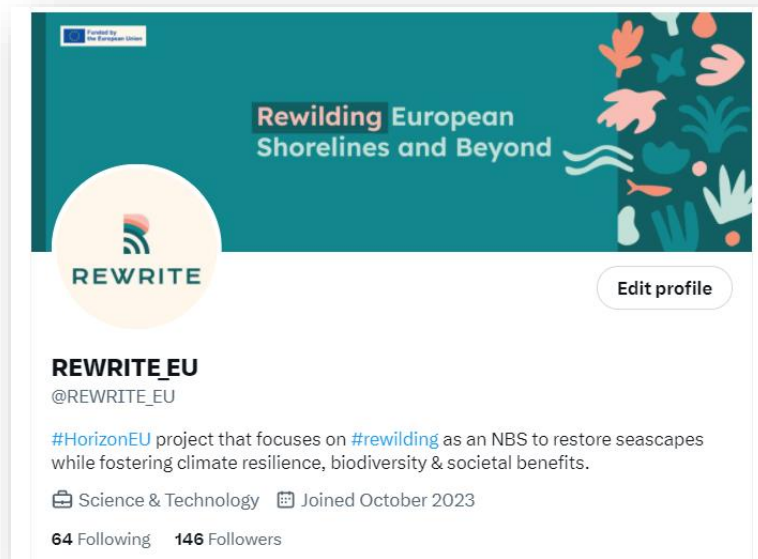 Funded by
the European Union
Rewilding European
Shorelines and Beyond
REWRITE
Edit profile
REWRITE_EU
@REWRITE_EU
#HorizonEU project that focuses on #rewilding as an NBS to restore seascapes
while fostering climate resilience, biodiversity & societal benefits.
Science & Technology Joined October 2023
64 Following 146 Followers